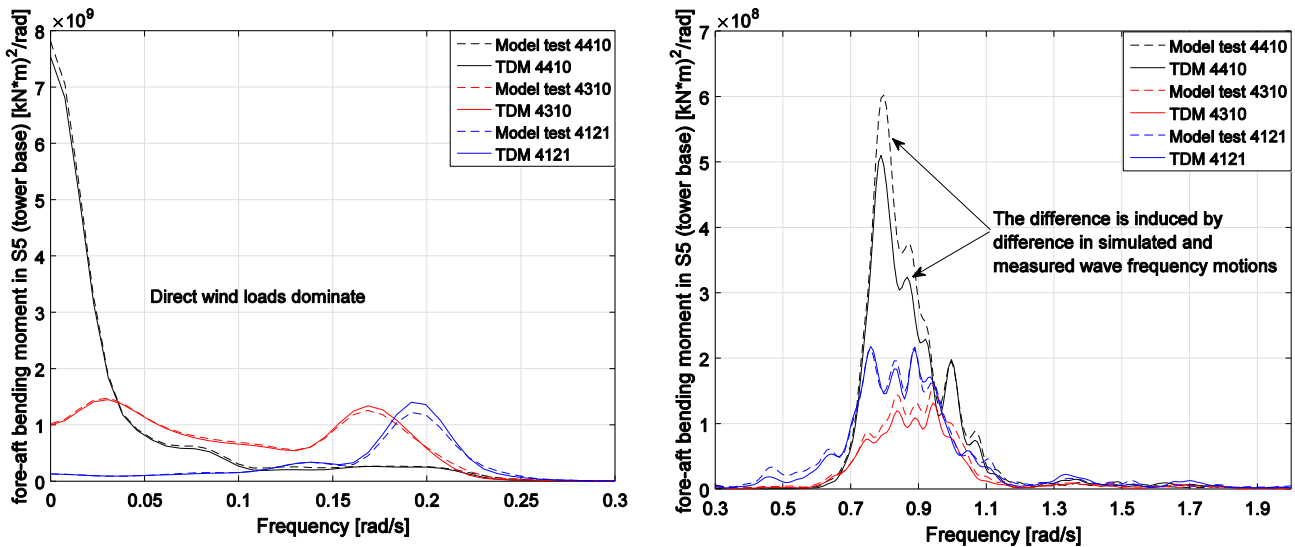 ×10^9
8
7
6
5
4
3
2
1
0
fore-aft bending moment in S5 (tower base) [kN*m)^2/rad]
Model test 4410
TDM 4410
Model test 4310
TDM 4310
Model test 4121
TDM 4121
Direct wind loads dominate
0 0.05 0.1 0.15 0.2 0.25 0.3
Frequency [rad/s]
×10^8
7
6
5
4
3
2
1
0
fore-aft bending moment in S5 (tower base) [kN*m)^2/rad]
Model test 4410
TDM 4410
Model test 4310
TDM 4310
Model test 4121
TDM 4121
The difference is induced by
difference in simulated and
measured wave frequency motions
0.3 0.5 0.7 0.9 1.1 1.3 1.5 1.7 1.9
Frequency [rad/s]